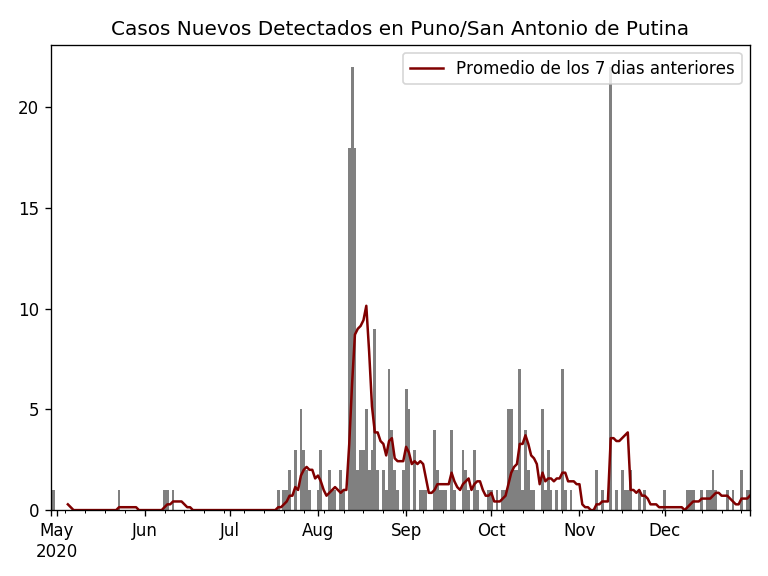 Casos Nuevos Detectados en Puno/San Antonio de Putina
Promedio de los 7 dias anteriores
20
15
10
5
0
May Jun Jul Aug Sep Oct Nov Dec
2020